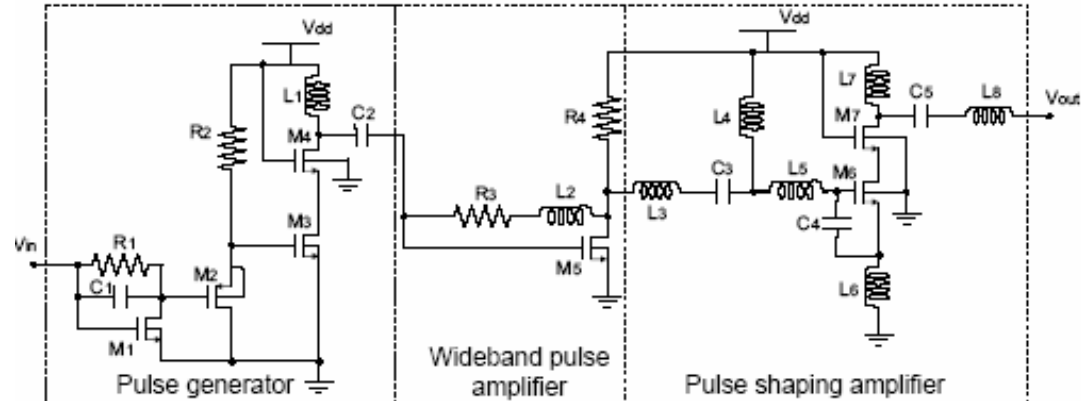 Vdd
Vdd
L1
C2
R2
M4
R4
L4
L7
C5
L8
Vout
M7
M3
R3
L2
C3
L5
M6
L3
C4
Vin
R1
C1
M2
M5
L6
M1
Pulse generator
Wideband pulse
amplifier
Pulse shaping amplifier